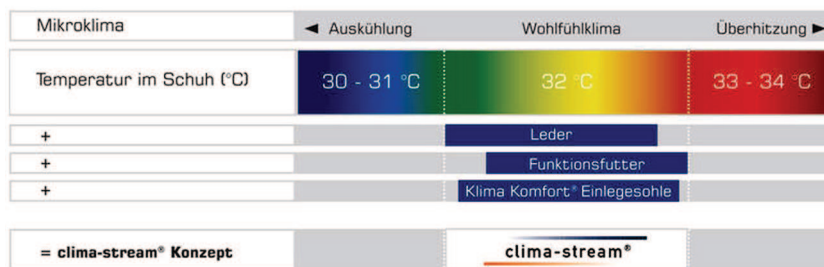 Mikroklima ◄ Auskühlung Wohlfühlklima Überhitzung ►
Temperatur im Schuh (°C) 30 - 31 °C 32 °C 33 - 34 °C
+ Leder
+ Funktionsfutter
+ Klima Komfort® Einlegesohle
= clima-stream® Konzept clima-stream®